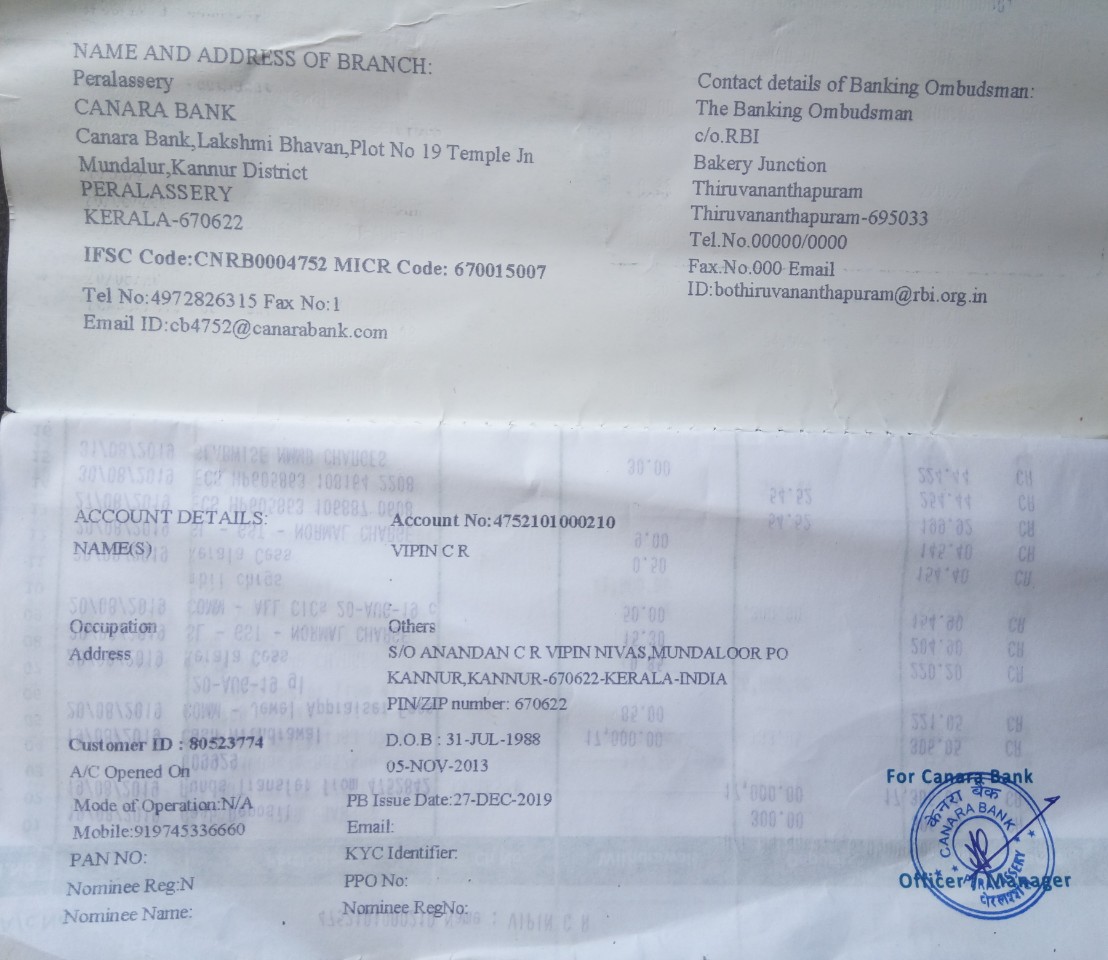 NAME AND ADDRESS OF BRANCH:
Peralassery
CANARA BANK
Canara Bank,Lakshmi Bhavan,Plot No 19 Temple Jn
Mundalur,Kannur District
PERALASSERY
KERALA-670622
IFSC Code:CNRB0004752 MICR Code: 670015007
Tel No:4972826315 Fax No:1
Email ID:cb4752@canarabank.com
Contact details of Banking Ombudsman:
The Banking Ombudsman
c/o.RBI
Bakery Junction
Thiruvananthapuram
Thiruvananthapuram-695033
Tel.No.00000/0000
Fax.No.000 Email
ID:bothiruvananthapuram@rbi.org.in
ACCOUNT DETAILS: Account No:4752101000210
NAME(S) VIPIN C R
Occupation Others
Address S/O ANANDAN C R VIPIN NIVAS,MUNDALOOR PO
KANNUR,KANNUR-670622-KERALA-INDIA
PIN/ZIP number: 670622
Customer ID : 80523774 D.O.B : 31-JUL-1988
A/C Opened On 05-NOV-2013
Mode of Operation:N/A PB Issue Date:27-DEC-2019
Mobile:919745336660 Email:
PAN NO: KYC Identifier:
Nominee Reg:N PPO No:
Nominee Name: Nominee RegNo:
For Canara Bank
केनरा बैंक
CANARA BANK
PERALASSERY
Officer / Manager